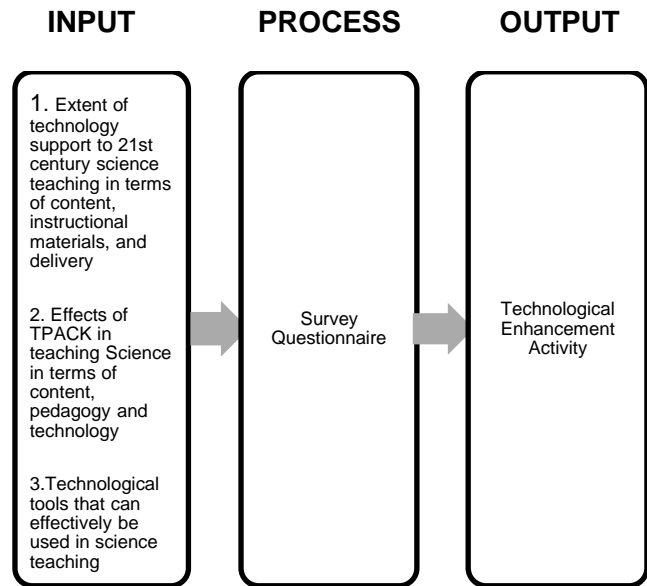 INPUT
PROCESS
OUTPUT
1. Extent of
technology
support to 21st
century science
teaching in terms
of content,
instructional
materials, and
delivery
2. Effects of
TPACK in
teaching Science
in terms of
content,
pedagogy and
technology
3.Technological
tools that can
effectively be
used in science
teaching
Survey
Questionnaire
Technological
Enhancement
Activity